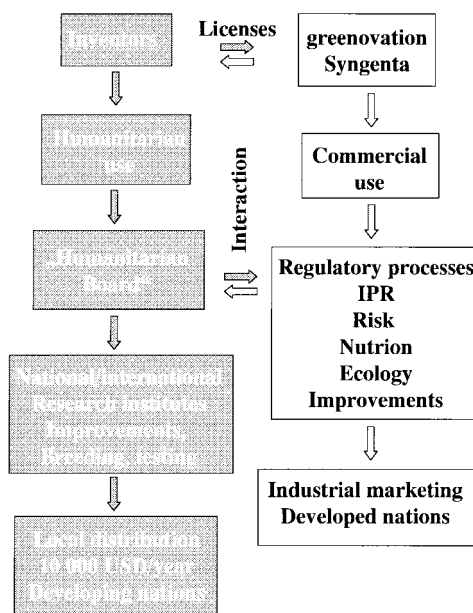 Inventors
Licenses
greenovation
Syngenta
Humanitarian
use
Commercial
use
Interaction
„Humanitarian
Board“
Regulatory processes
IPR
Risk
Nutrion
Ecology
Improvements
National/international
Research institutes
Improvements,
Breeding, testing
Industrial marketing
Developed nations
Local distribution
10 000 USD/year
Developing nations